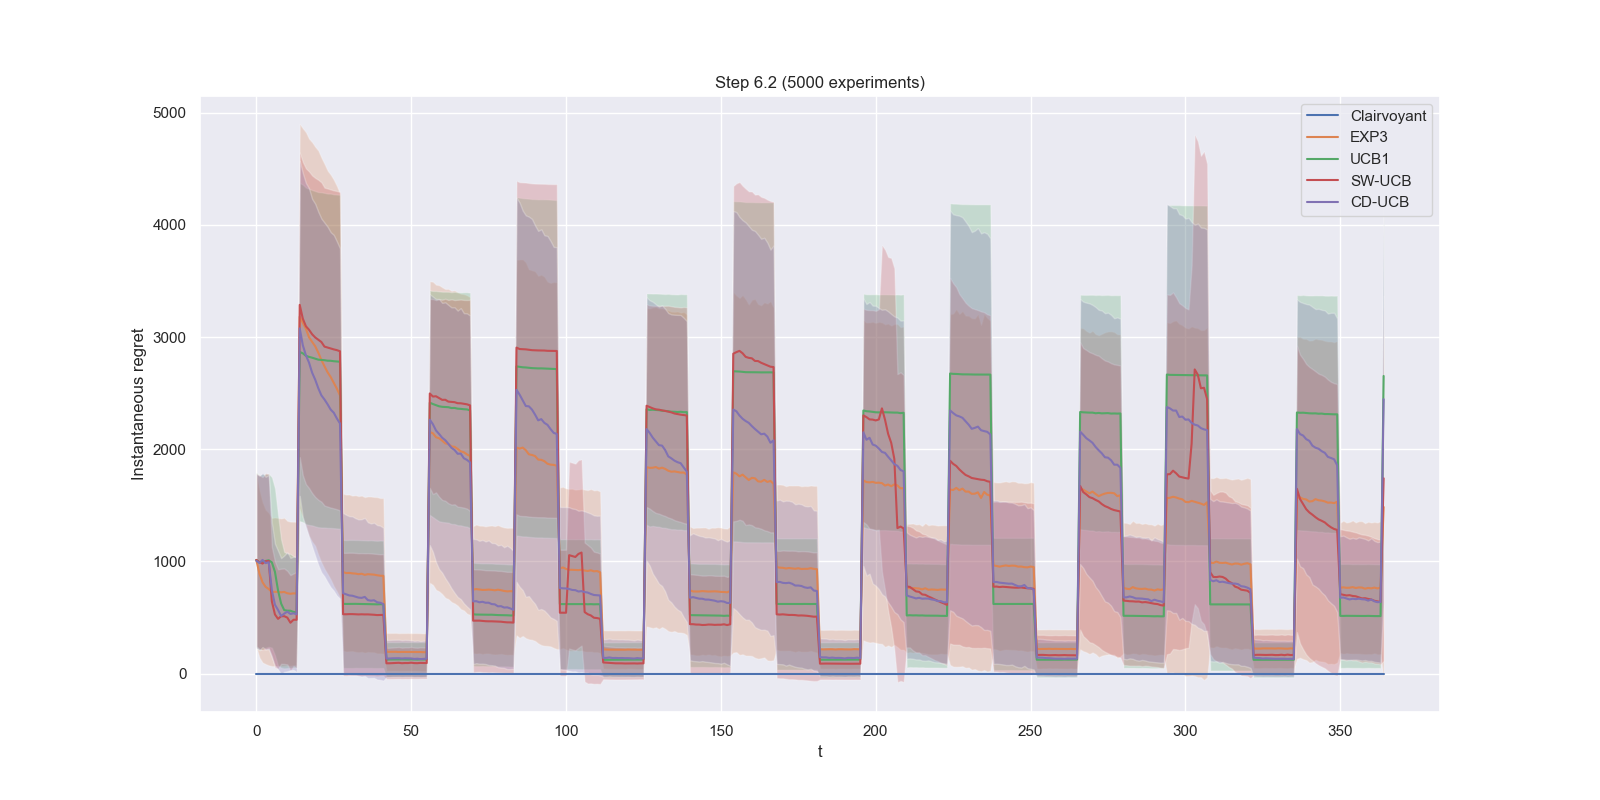 Step 6.2 (5000 experiments)
5000
4000
3000
2000
1000
0
Instantaneous regret
Clairvoyant
EXP3
UCB1
SW-UCB
CD-UCB
0 50 100 150 200 250 300 350
t